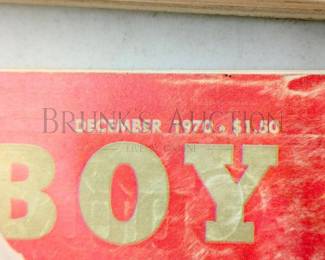 DECEMBER 1970 • $1.50
BRUNK'S AUCTION
BOY